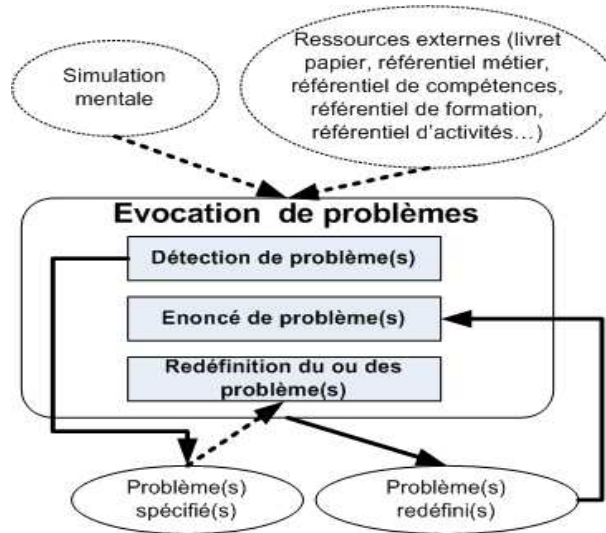 Simulation
mentale
Ressources externes (livret
papier, référentiel métier,
référentiel de compétences,
référentiel de formation,
référentiel d'activités…)
Evocation de problèmes
Détection de problème(s)
Enoncé de problème(s)
Redéfinition du ou des
problème(s)
Problème(s)
spécifié(s)
Problème(s)
redéfini(s)